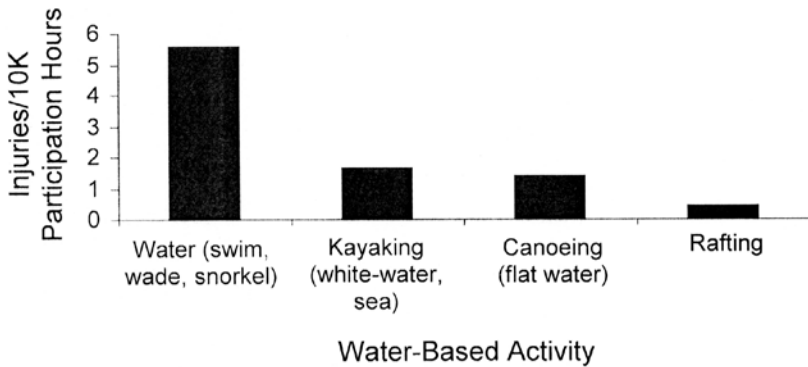 Injuries/10K
Participation Hours
6
5
4
3
2
1
0
Water (swim,
wade, snorkel)
Kayaking
(white-water,
sea)
Canoeing
(flat water)
Rafting
Water-Based Activity